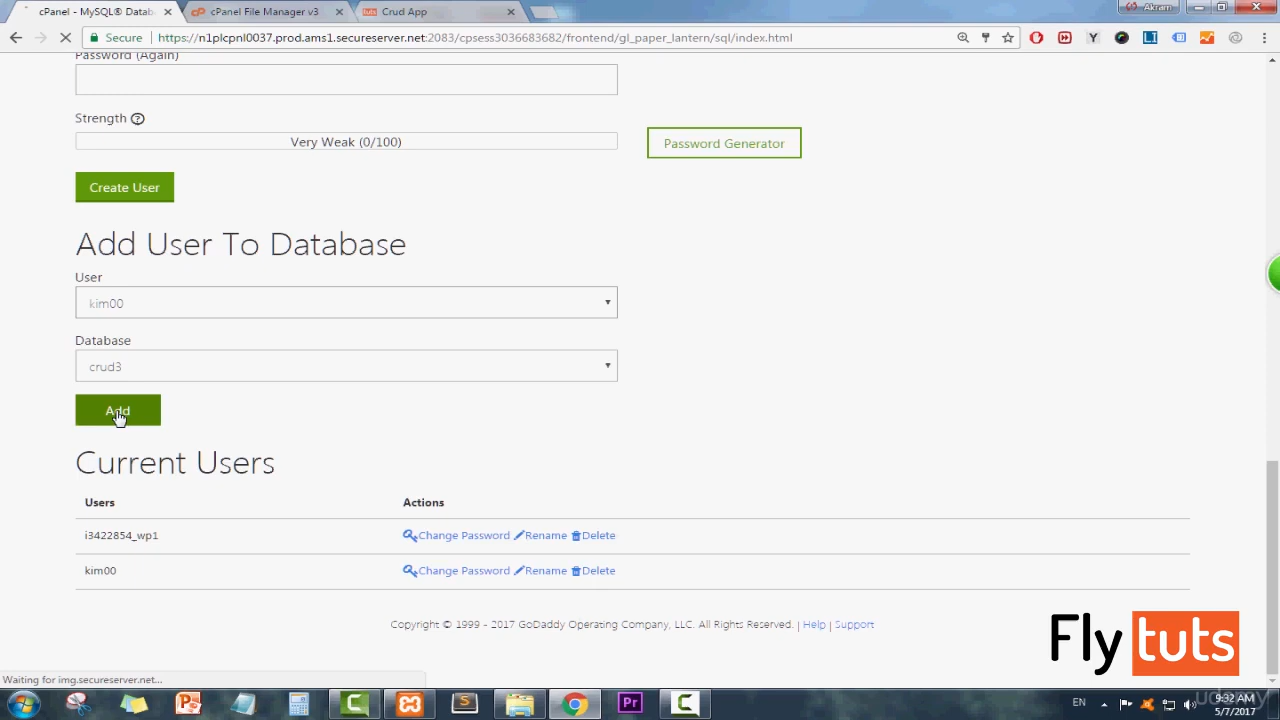 cPanel - MySQL® Datab
cPanel File Manager v3
tuts Crud App
Akram
Secure https://n1plcpnl0037.prod.ams1.secureserver.net:2083/cpsess3036683682/frontend/gl_paper_lantern/sql/index.html
Password (Again)
Strength
Very Weak (0/100)
Password Generator
Create User
Add User To Database
User
kim00
Database
crud3
Add
Current Users
Users Actions
i3422854_wp1 Change Password Rename Delete
kim00 Change Password Rename Delete
Copyright © 1999 - 2017 GoDaddy Operating Company, LLC. All Rights Reserved. | Help | Support
Fly tuts
Waiting for img.secureserver.net...
EN
9:32 AM
5/7/2017
udemy